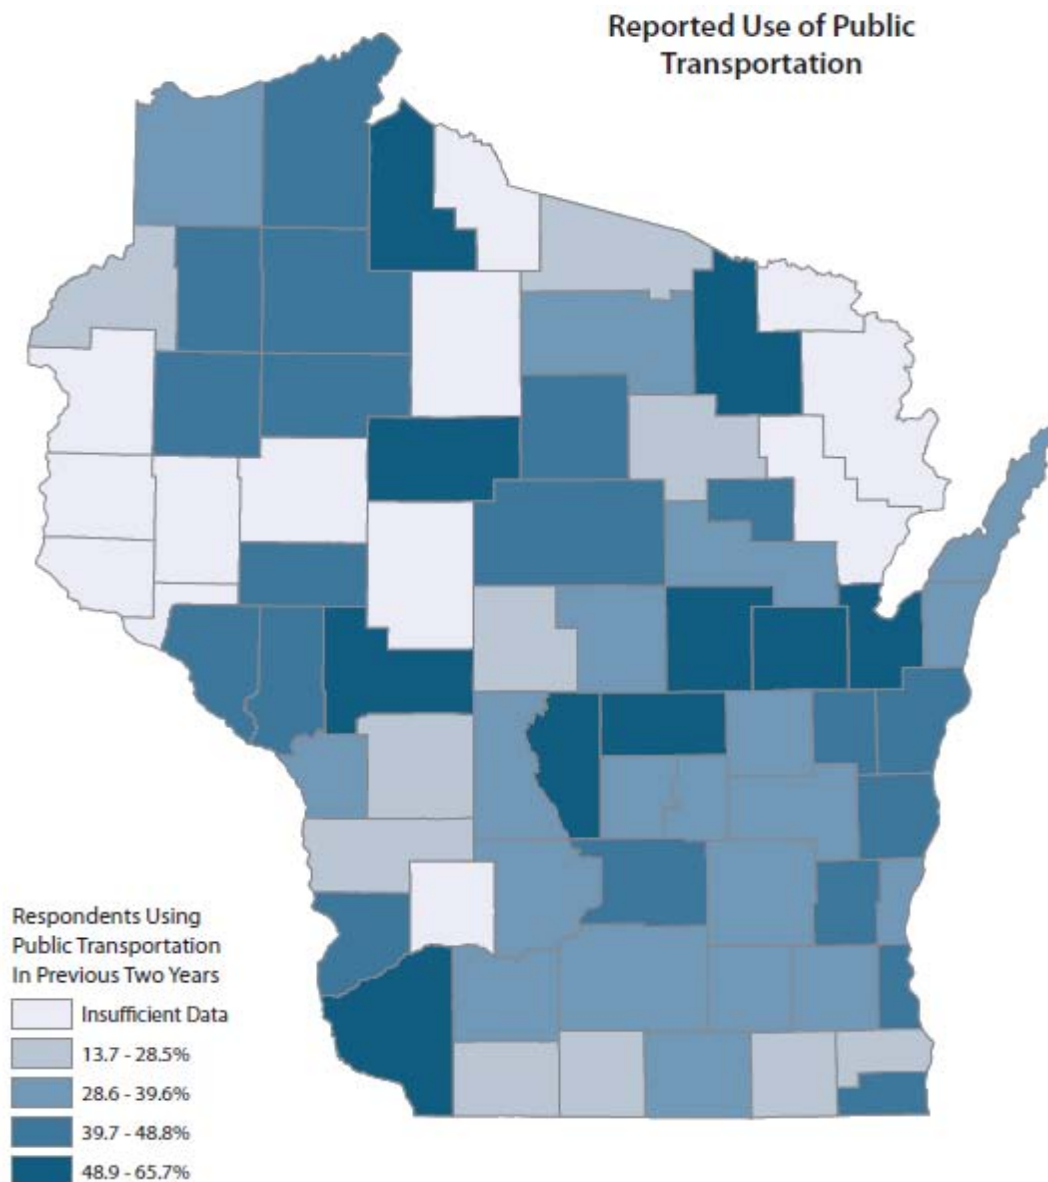 Reported Use of Public
Transportation
Respondents Using
Public Transportation
In Previous Two Years
Insufficient Data
13.7 - 28.5%
28.6 - 39.6%
39.7 - 48.8%
48.9 - 65.7%